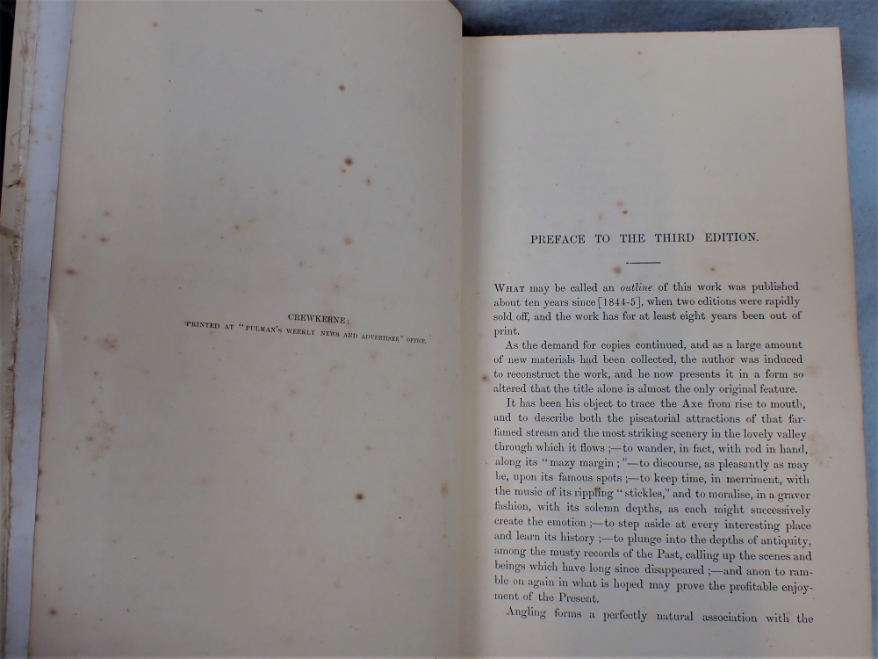 CREWKERNE:
PRINTED AT "PULMAN'S WEEKLY NEWS AND ADVERTISER" OFFICE.
PREFACE TO THE THIRD EDITION.
WHAT may be called an outline of this work was published
about ten years since [1844-5], when two editions were rapidly
sold off, and the work has for at least eight years been out of
print.
As the demand for copies continued, and as a large amount
of new materials had been collected, the author was induced
to reconstruct the work, and he now presents it in a form so
altered that the title alone is almost the only original feature.
It has been his object to trace the Axe from rise to mouth,
and to describe both the piscatorial attractions of that far-
famed stream and the most striking scenery in the lovely valley
through which it flows ;—to wander, in fact, with rod in hand,
along its "mazy margin ;"—to discourse, as pleasantly as may
be, upon its famous spots ;—to keep time, in merriment, with
the music of its rippling "stickles," and to moralise, in a graver
fashion, with its solemn depths, as each might successively
create the emotion ;—to step aside at every interesting place
and learn its history ;—to plunge into the depths of antiquity,
among the musty records of the Past, calling up the scenes and
beings which have long since disappeared ;—and anon to ram-
ble on again in what is hoped may prove the profitable enjoy-
ment of the Present.
Angling forms a perfectly natural association with the